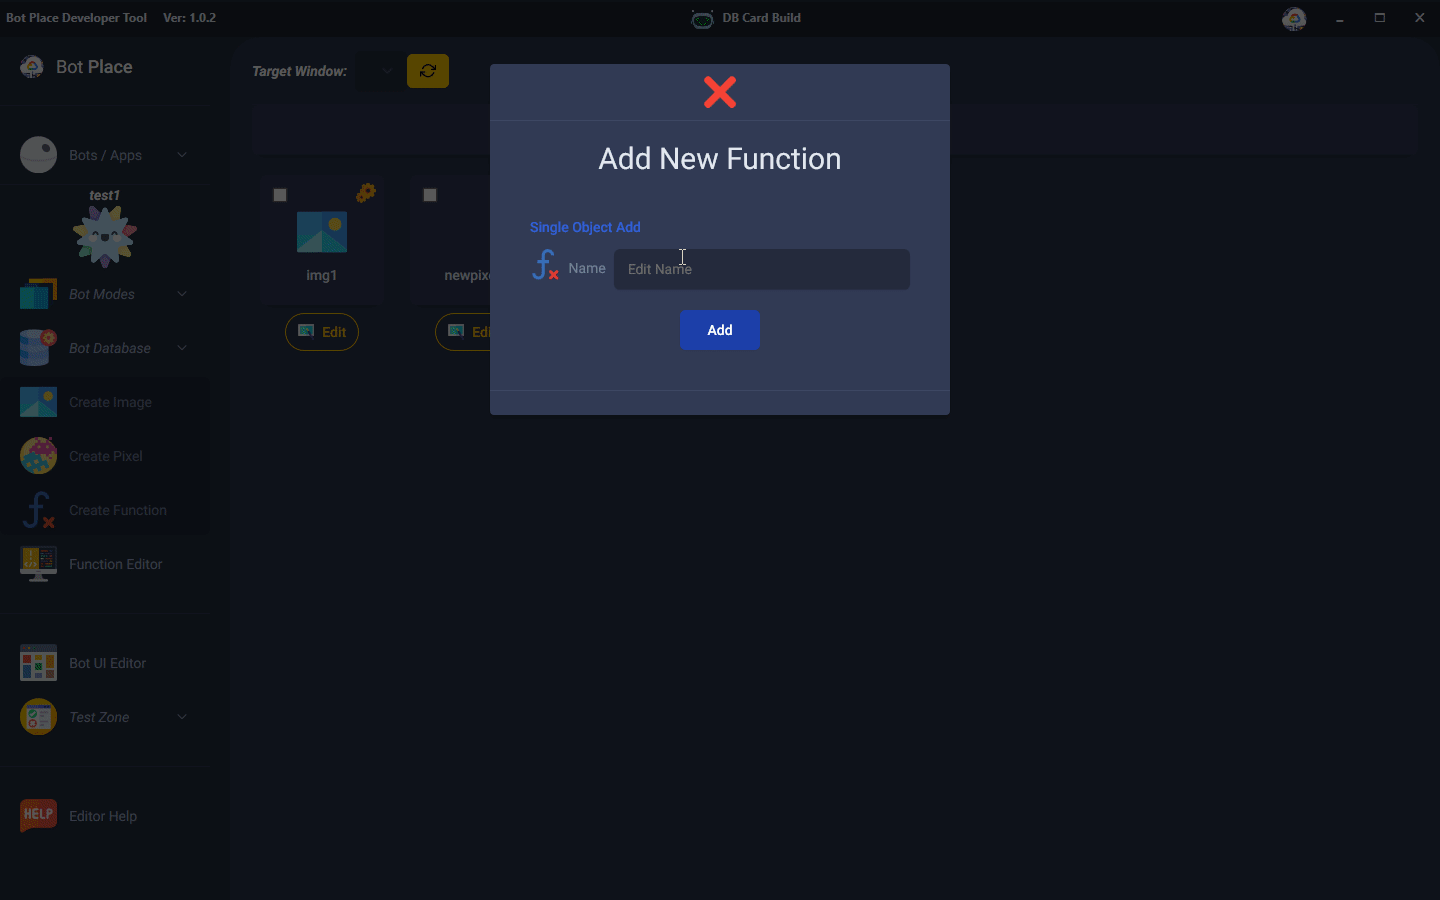 Bot Place Developer Tool Ver: 1.0.2
DB Card Build
Bot Place
Bots / Apps
test1
Bot Modes
Bot Database
Create Image
Create Pixel
Create Function
Function Editor
Bot UI Editor
Test Zone
HELP
Editor Help
Target Window:
img1
Edit
newpix
Edi
Add New Function
Single Object Add
Name
Edit Name
Add